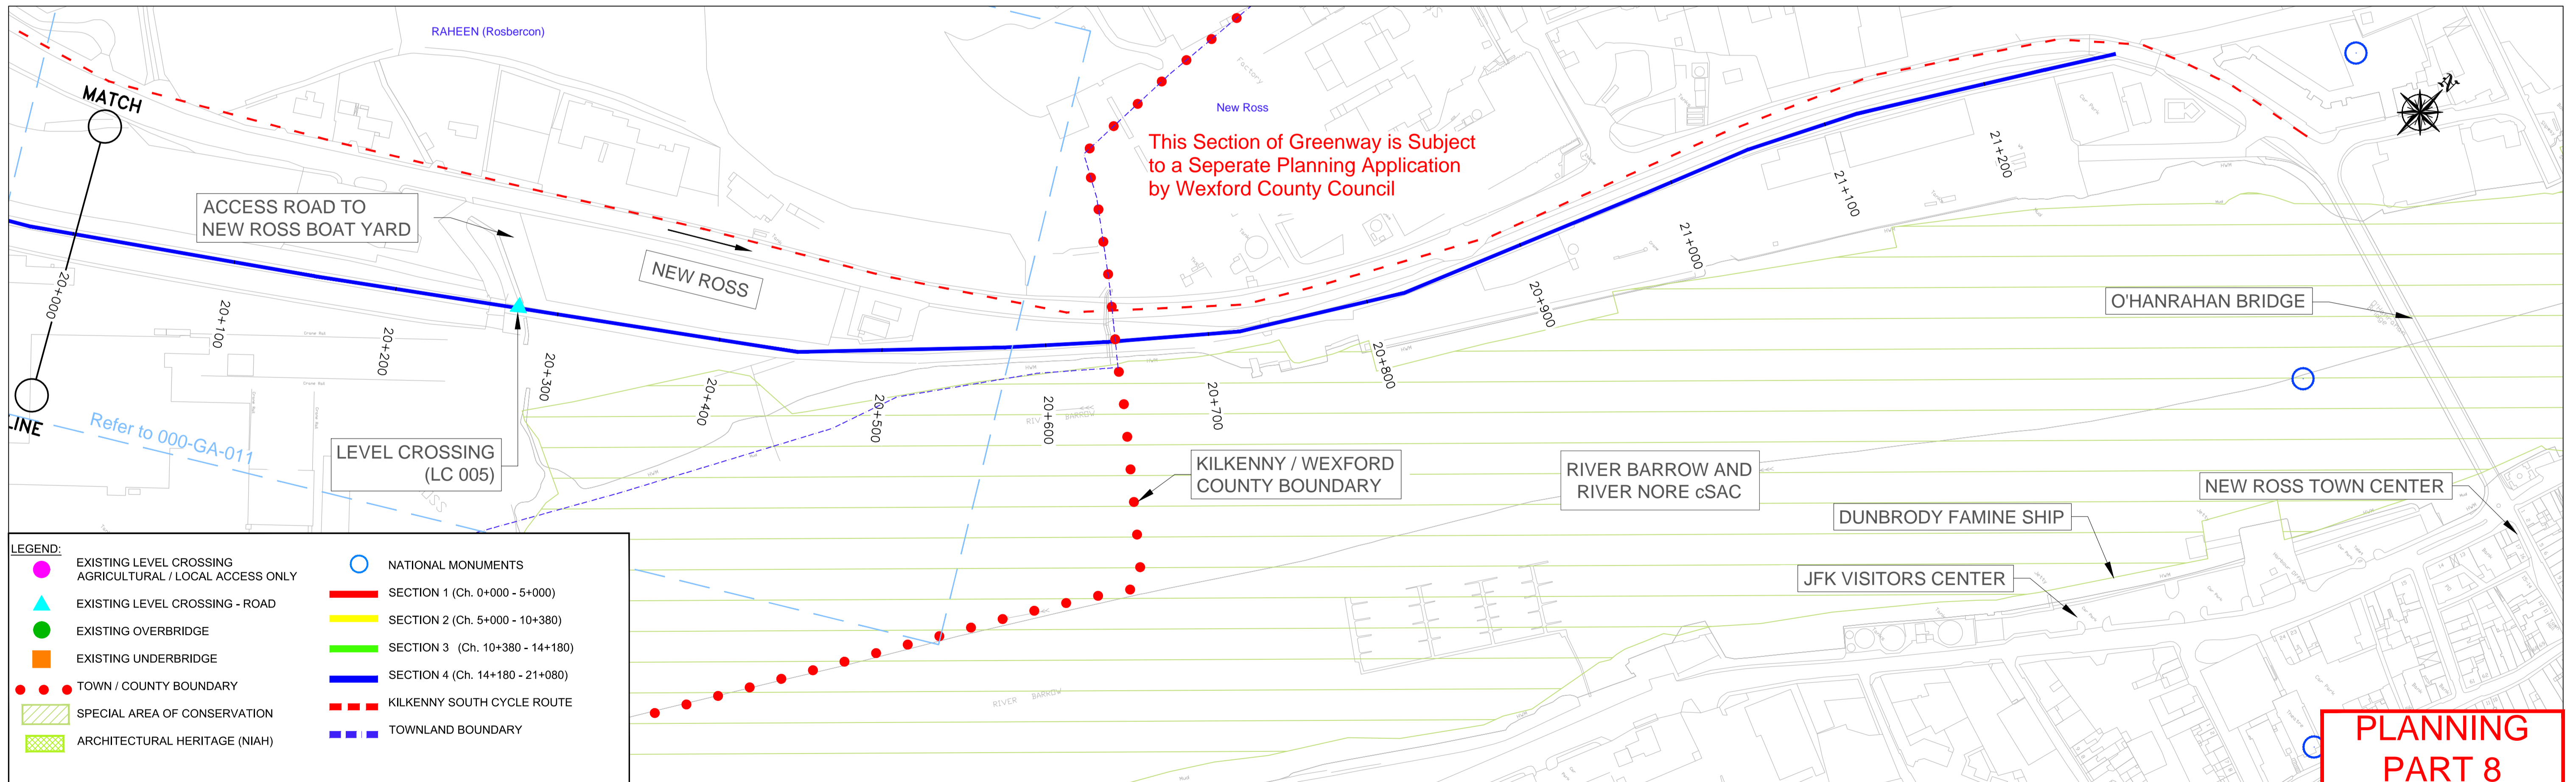 RAHEEN (Rosbercon)
MATCH
LINE
Factory
New Ross
This Section of Greenway is Subject
to a Seperate Planning Application
by Wexford County Council
ACCESS ROAD TO
NEW ROSS BOAT YARD
NEW ROSS
20+000
20+100
20+200
20+300
20+400
20+500
20+600
20+700
20+800
20+900
21+000
21+100
21+200
Car Park
Crane Rail
Crane Rail
Refer to 000-GA-011
LEVEL CROSSING
(LC 005)
KILKENNY / WEXFORD
COUNTY BOUNDARY
RIVER BARROW AND
RIVER NORE cSAC
O'HANRAHAN BRIDGE
NEW ROSS TOWN CENTER
DUNBRODY FAMINE SHIP
JFK VISITORS CENTER
RIVER BARROW
HWM
LEGEND:
EXISTING LEVEL CROSSING
AGRICULTURAL / LOCAL ACCESS ONLY
EXISTING LEVEL CROSSING - ROAD
EXISTING OVERBRIDGE
EXISTING UNDERBRIDGE
TOWN / COUNTY BOUNDARY
SPECIAL AREA OF CONSERVATION
ARCHITECTURAL HERITAGE (NIAH)
NATIONAL MONUMENTS
SECTION 1 (Ch. 0+000 - 5+000)
SECTION 2 (Ch. 5+000 - 10+380)
SECTION 3 (Ch. 10+380 - 14+180)
SECTION 4 (Ch. 14+180 - 21+080)
KILKENNY SOUTH CYCLE ROUTE
TOWNLAND BOUNDARY
PLANNING
PART 8